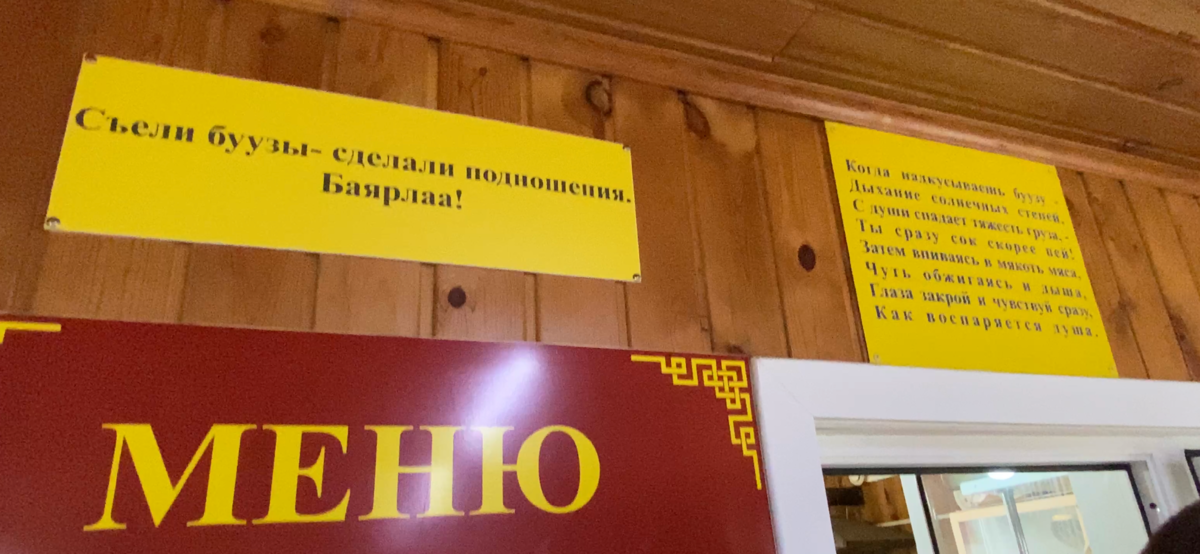 Съели буузы- сделали подношения.
Баярлаа!
Когда надкусываешь буузу -
Дыхание солнечных степей,
С души спадает тяжесть груза, -
Ты сразу сок скорее пей!
Затем впиваясь в мякоть мяса,
Чуть обжигаясь и дыша,
Глаза закрой и чувствуй сразу,
Как воспаряется душа.
МЕНЮ